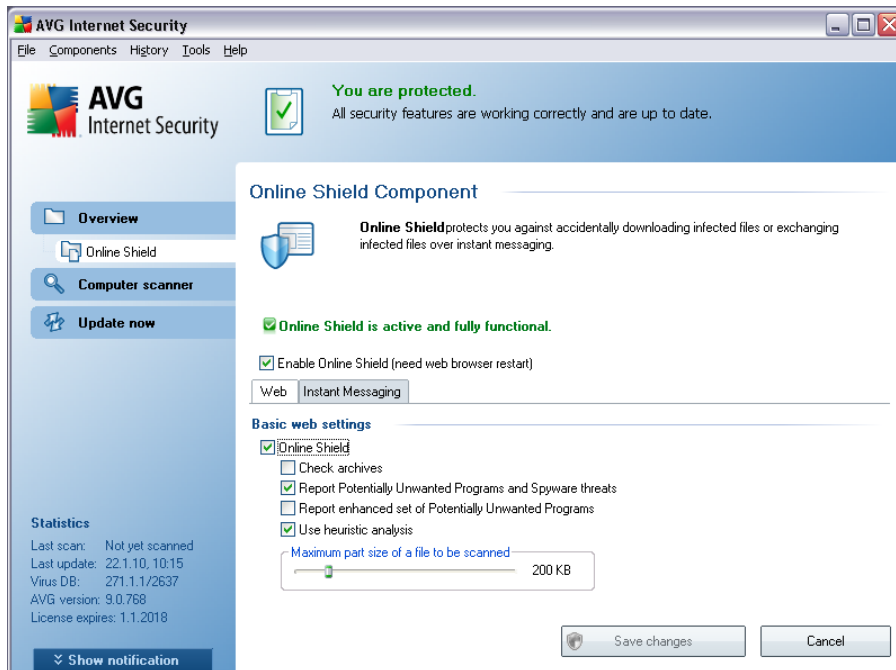 AVG Internet Security
File Components History Tools Help
AVG
Internet Security
You are protected.
All security features are working correctly and are up to date.
Overview
Online Shield
Computer scanner
Update now
Online Shield Component
Online Shield protects you against accidentally downloading infected files or exchanging
infected files over instant messaging.
Online Shield is active and fully functional.
Enable Online Shield (need web browser restart)
Web Instant Messaging
Basic web settings
Online Shield
Check archives
Report Potentially Unwanted Programs and Spyware threats
Report enhanced set of Potentially Unwanted Programs
Use heuristic analysis
Maximum part size of a file to be scanned
200 KB
Statistics
Last scan: Not yet scanned
Last update: 22.1.10, 10:15
Virus DB: 271.1.1/2637
AVG version: 9.0.768
License expires: 1.1.2018
Show notification
Save changes
Cancel